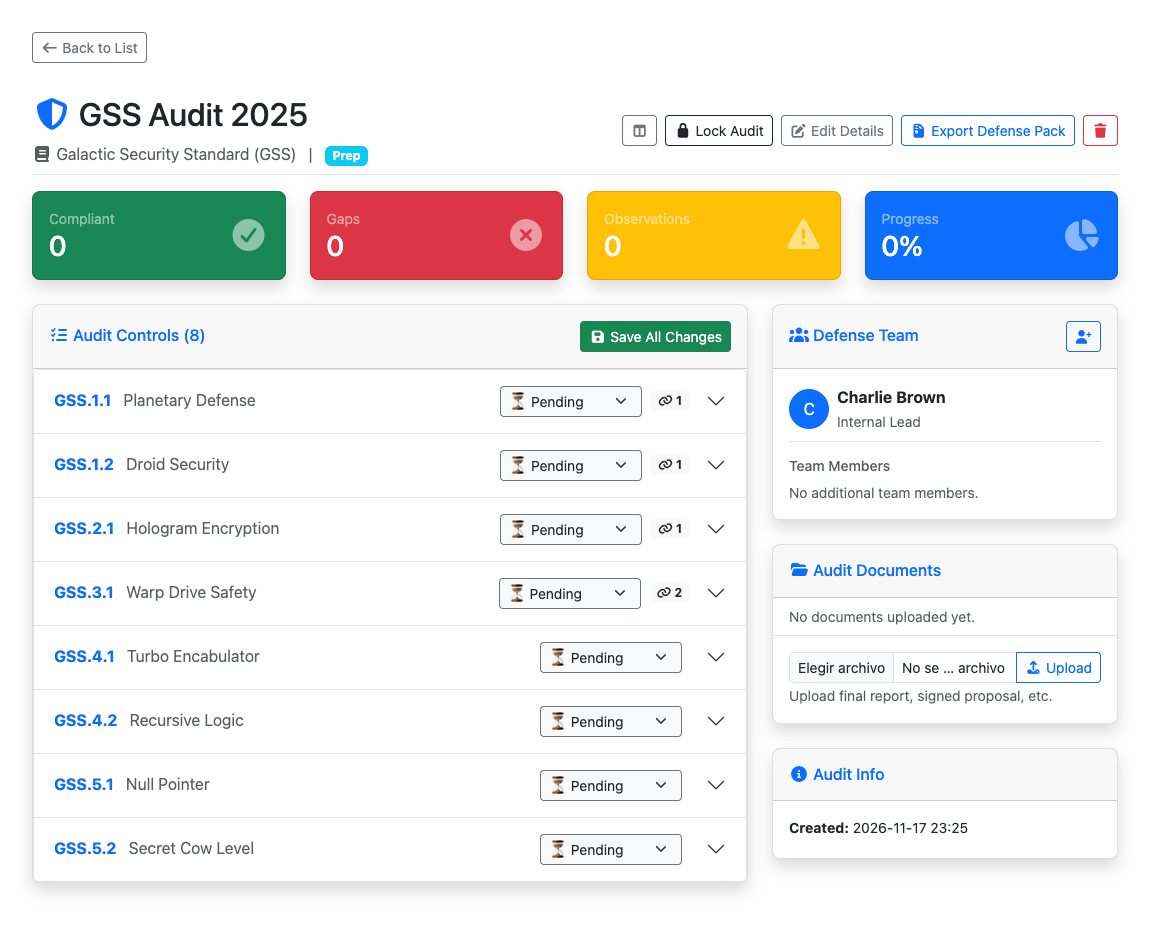 Back to List
GSS Audit 2025
Lock Audit
Edit Details
Export Defense Pack
Galactic Security Standard (GSS) | Prep
Compliant
0
Gaps
0
Observations
0
Progress
0%
Audit Controls (8)
Save All Changes
GSS.1.1 Planetary Defense Pending 1
GSS.1.2 Droid Security Pending 1
GSS.2.1 Hologram Encryption Pending 1
GSS.3.1 Warp Drive Safety Pending 2
GSS.4.1 Turbo Encabulator Pending
GSS.4.2 Recursive Logic Pending
GSS.5.1 Null Pointer Pending
GSS.5.2 Secret Cow Level Pending
Defense Team
C
Charlie Brown
Internal Lead
Team Members
No additional team members.
Audit Documents
No documents uploaded yet.
Elegir archivo No se ... archivo Upload
Upload final report, signed proposal, etc.
Audit Info
Created: 2026-11-17 23:25